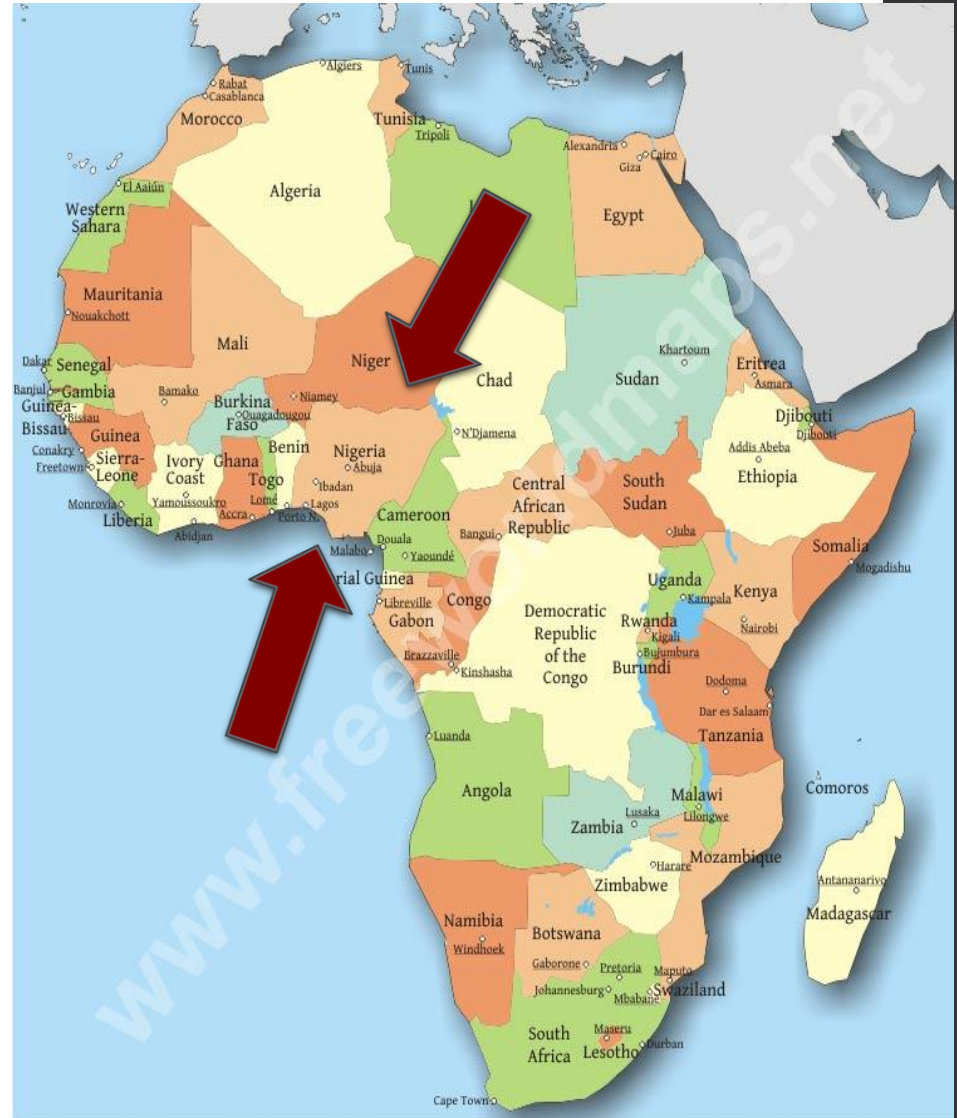 Algiers
Tunis
Rabat
Casablanca
Morocco
Tunisia
Tripoli
Alexandria
Cairo
Giza
El Aaiún
Western
Sahara
Algeria
Egypt
Mauritania
Nouakchott
Mali
Niger
Chad
Sudan
Khartoum
Eritrea
Asmara
Dakar
Senegal
Banjul
Gambia
Guinea-
Bissau
Bissau
Bamako
Burkina
Faso
Ouagadougou
Niamey
N'Djamena
Djibouti
Djibouti
Conakry
Guinea
Freetown
Sierra-
Leone
Ivory
Coast
Ghana
Togo
Benin
Nigeria
Abuja
Ibadan
Lagos
Lomé
Porto N.
Accra
Yamoussoukro
Abidjan
Monrovia
Liberia
Addis Abeba
Ethiopia
Central
African
Republic
South
Sudan
Cameroon
Bangui
Juba
Douala
Malabo
Yaoundé
Somalia
Mogadishu
rial Guinea
Libreville
Gabon
Congo
Uganda
Kampala
Kenya
Nairobi
Democratic
Republic
of the
Congo
Rwanda
Kigali
Bujumbura
Burundi
Brazzaville
Kinshasha
Dodoma
Dar es Salaam
Tanzania
Luanda
Angola
Malawi
Lilongwe
Comoros
Zambia
Lusaka
Mozambique
Harare
Zimbabwe
Antananarivo
Madagascar
Namibia
Windhoek
Botswana
Gaborone
Pretoria
Maputo
Johannesburg
Mbabane
Swaziland
South
Africa
Maseru
Lesotho
Durban
Cape Town
www.freeworldmaps.net